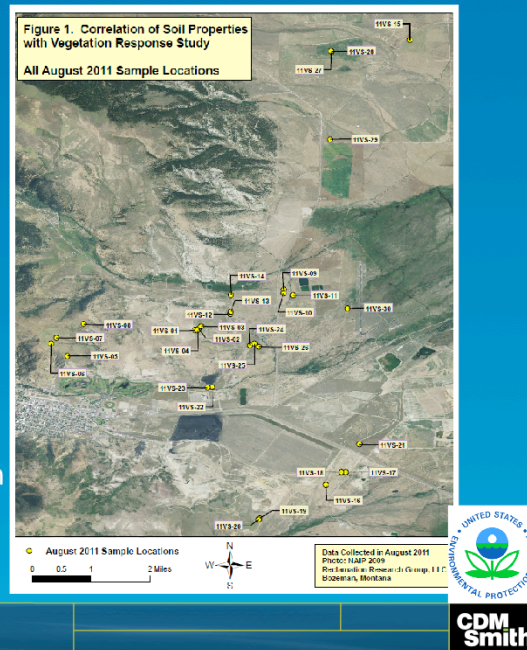 Figure 1. Correlation of Soil Properties
with Vegetation Response Study
All August 2011 Sample Locations
11VS-15
11VS-28
11VS-27
11VS-29
11VS-14
11VS-09
11VS-13
11VS-11
11VS-12
11VS-10
11VS-30
11VS-08
11VS-01
11VS-03
11VS-24
11VS-07
11VS-02
11VS-26
11VS-04
11VS-05
11VS-25
11VS-06
11VS-23
11VS-22
11VS-21
11VS-18
11VS-17
11VS-16
11VS-19
11VS-20
August 2011 Sample Locations
0 0.5 1 2 Miles
N
W E
S
Data Collected in August 2011
Photo: NAIP 2009
Reclamation Research Group, LLC
Bozeman, Montana
UNITED STATES
ENVIRONMENTAL PROTECTIO
CDM
Smith